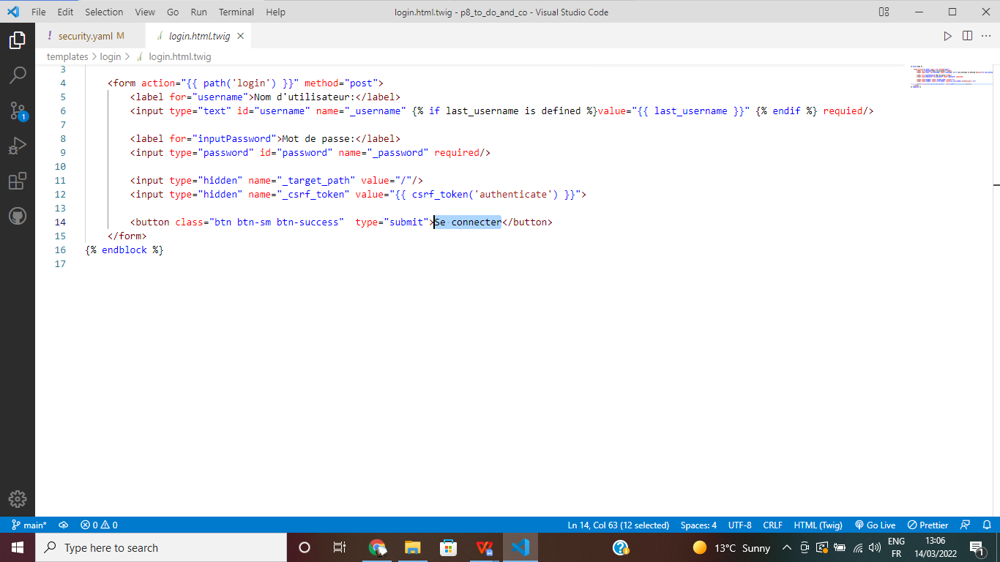 File Edit Selection View Go Run Terminal Help login.html.twig - p8_to_do_and_co - Visual Studio Code
! security.yaml M login.html.twig
templates > login > login.html.twig
3
4 <form action="{{ path('login') }}" method="post">
5 <label for="username">Nom d'utilisateur:</label>
6 <input type="text" id="username" name="_username" {% if last_username is defined %}value="{{ last_username }}" {% endif %} requied/>
7
8 <label for="inputPassword">Mot de passe:</label>
9 <input type="password" id="password" name="_password" required/>
10
11 <input type="hidden" name="_target_path" value="/"/>
12 <input type="hidden" name="_csrf_token" value="{{ csrf_token('authenticate') }}">
13
14 <button class="btn btn-sm btn-success"  type="submit">Se connecter</button>
15 </form>
16 {% endblock %}
17
1
main* 0 0 Ln 14, Col 63 (12 selected) Spaces: 4 UTF-8 CRLF HTML (Twig) Go Live Prettier
Type here to search 13°C Sunny ENG FR 13:06 14/03/2022 1